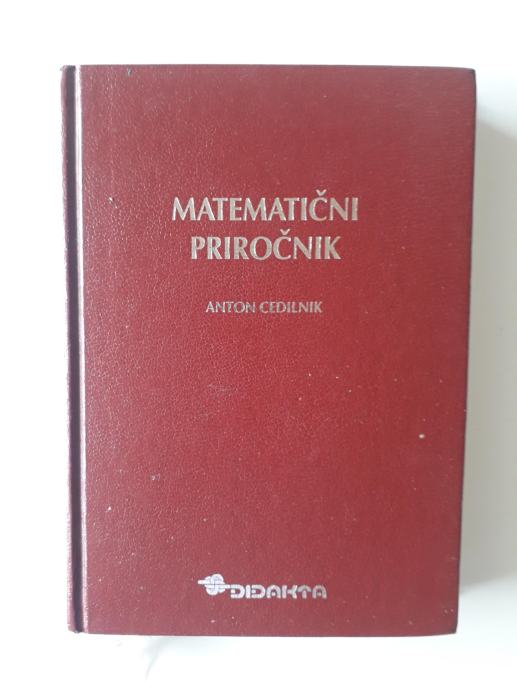 MATEMATIČNI
PRIROČNIK
ANTON CEDILNIK
DIDAKTA